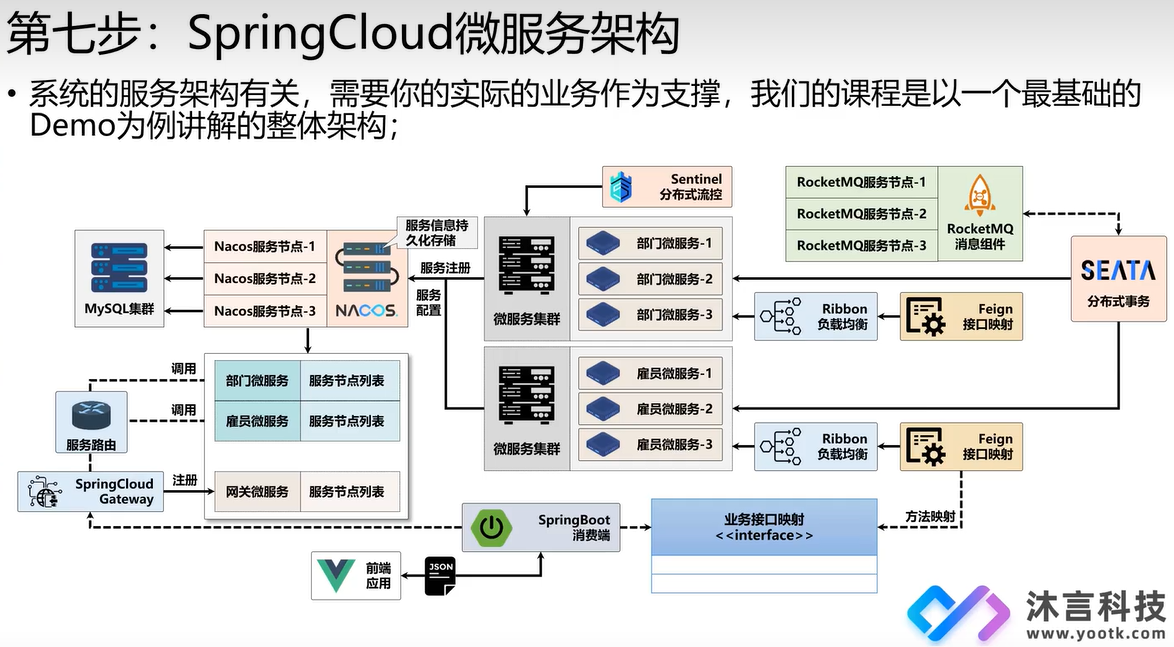 第七步：SpringCloud微服务架构
• 系统的服务架构有关，需要你的实际的业务作为支撑，我们的课程是以一个最基础的
Demo为例讲解的整体架构；
Sentinel
分布式流控
RocketMQ服务节点-1
RocketMQ服务节点-2
RocketMQ服务节点-3
RocketMQ
消息组件
SEATA
分布式事务
MySQL集群
Nacos服务节点-1
Nacos服务节点-2
Nacos服务节点-3
NACOS.
服务信息持
久化存储
服务注册
服务
配置
微服务集群
部门微服务-1
部门微服务-2
部门微服务-3
Ribbon
负载均衡
Feign
接口映射
微服务集群
雇员微服务-1
雇员微服务-2
雇员微服务-3
Ribbon
负载均衡
Feign
接口映射
调用
调用
部门微服务
服务节点列表
雇员微服务
服务节点列表
网关微服务
服务节点列表
服务路由
SpringCloud
Gateway
注册
SpringBoot
消费端
业务接口映射
<<interface>>
方法映射
前端
应用
JSON
沐言科技
www.yootk.com